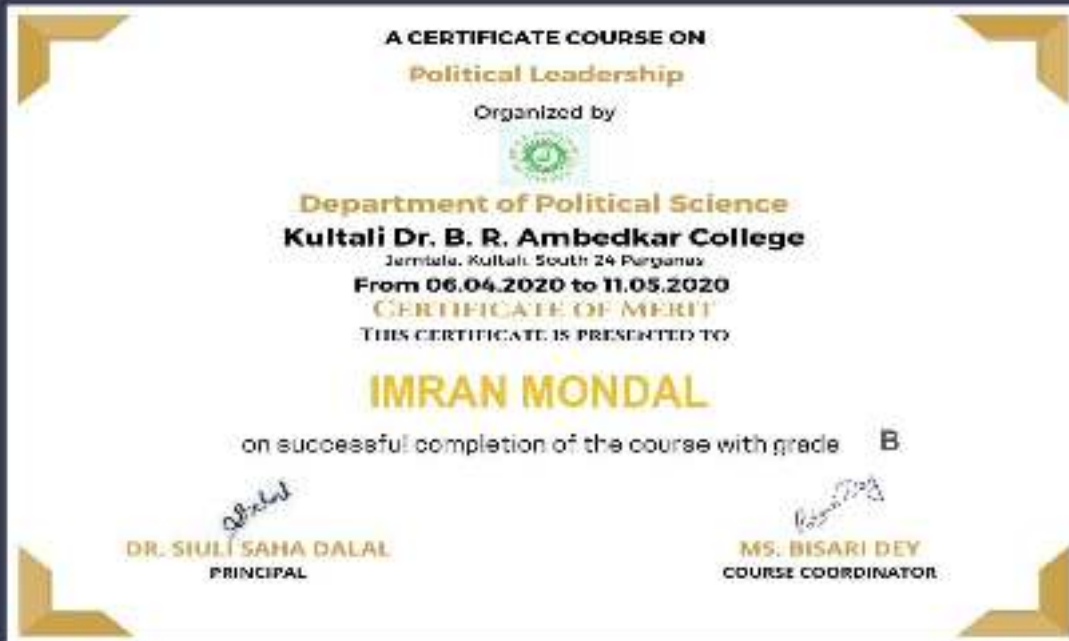 A CERTIFICATE COURSE ON
Political Leadership
Organized by
Department of Political Science
Kultali Dr. B. R. Ambedkar College
Jamtala, Kultali, South 24 Parganas
From 06.04.2020 to 11.05.2020
CERTIFICATE OF MERIT
THIS CERTIFICATE IS PRESENTED TO
IMRAN MONDAL
on successful completion of the course with grade B
DR. SIULI SAHA DALAL
PRINCIPAL
MS. BISARI DEY
COURSE COORDINATOR